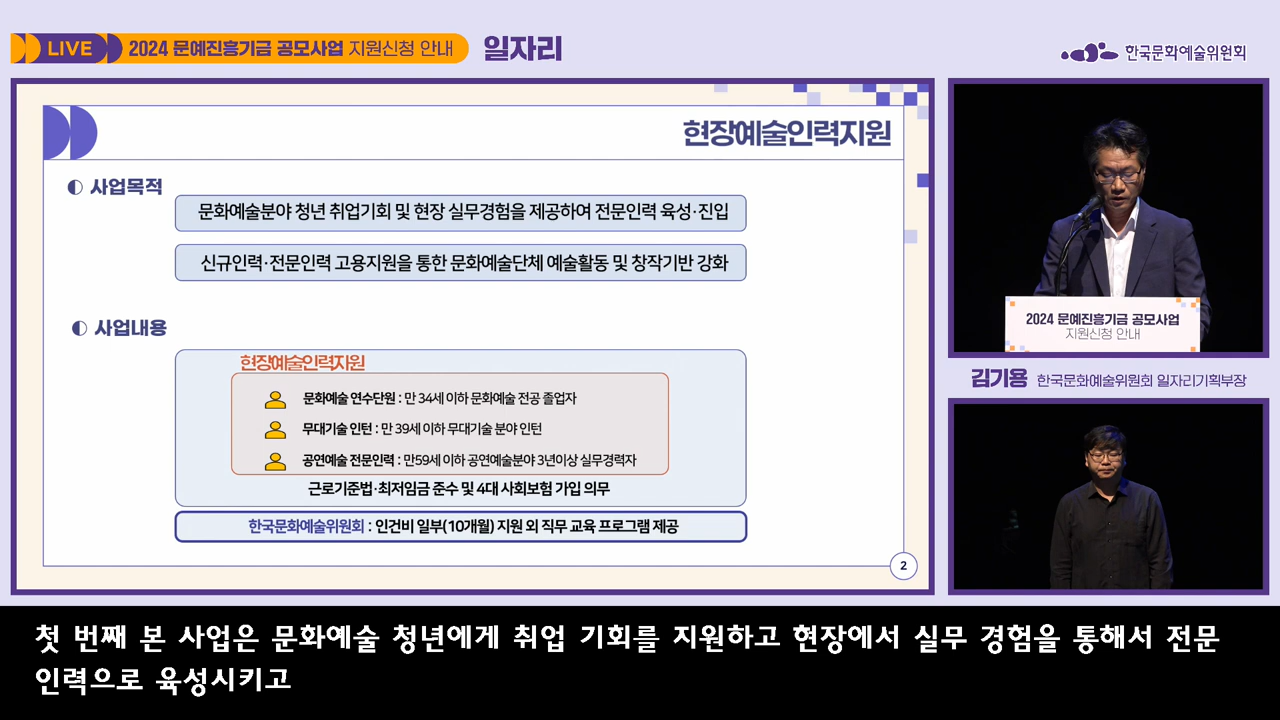 LIVE 2024 문예진흥기금 공모사업 지원신청 안내 일자리
한국문화예술위원회
현장예술인력지원
사업목적
문화예술분야 청년 취업기회 및 현장 실무경험을 제공하여 전문인력 육성·진입
신규인력·전문인력 고용지원을 통한 문화예술단체 예술활동 및 창작기반 강화
사업내용
현장예술인력지원
문화예술 연수단원 : 만 34세 이하 문화예술 전공 졸업자
무대기술 인턴 : 만 39세 이하 무대기술 분야 인턴
공연예술 전문인력 : 만59세 이하 공연예술분야 3년이상 실무경력자
근로기준법·최저임금 준수 및 4대 사회보험 가입 의무
한국문화예술위원회 : 인건비 일부(10개월) 지원 외 직무 교육 프로그램 제공
2
2024 문예진흥기금 공모사업
지원신청 안내
김기용 한국문화예술위원회 일자리기획부장
첫 번째 본 사업은 문화예술 청년에게 취업 기회를 지원하고 현장에서 실무 경험을 통해서 전문
인력으로 육성시키고